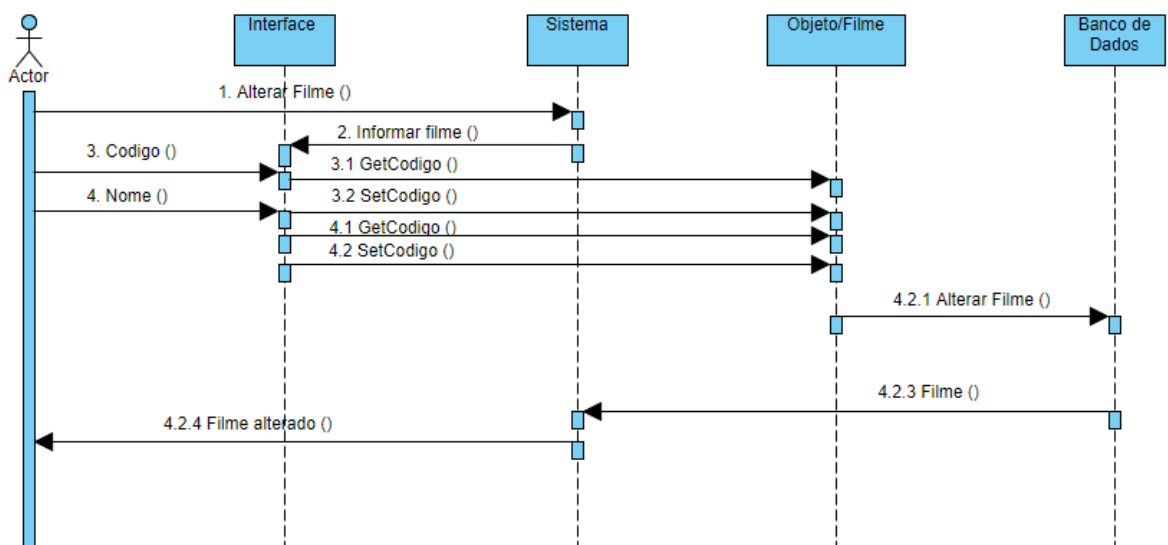 Interface
Sistema
Objeto/Filme
Banco de
Dados
Actor
1. Alterar Filme ()
2. Informar filme ()
3. Codigo ()
3.1 GetCodigo ()
4. Nome ()
3.2 SetCodigo ()
4.1 GetCodigo ()
4.2 SetCodigo ()
4.2.1 Alterar Filme ()
4.2.3 Filme ()
4.2.4 Filme alterado ()